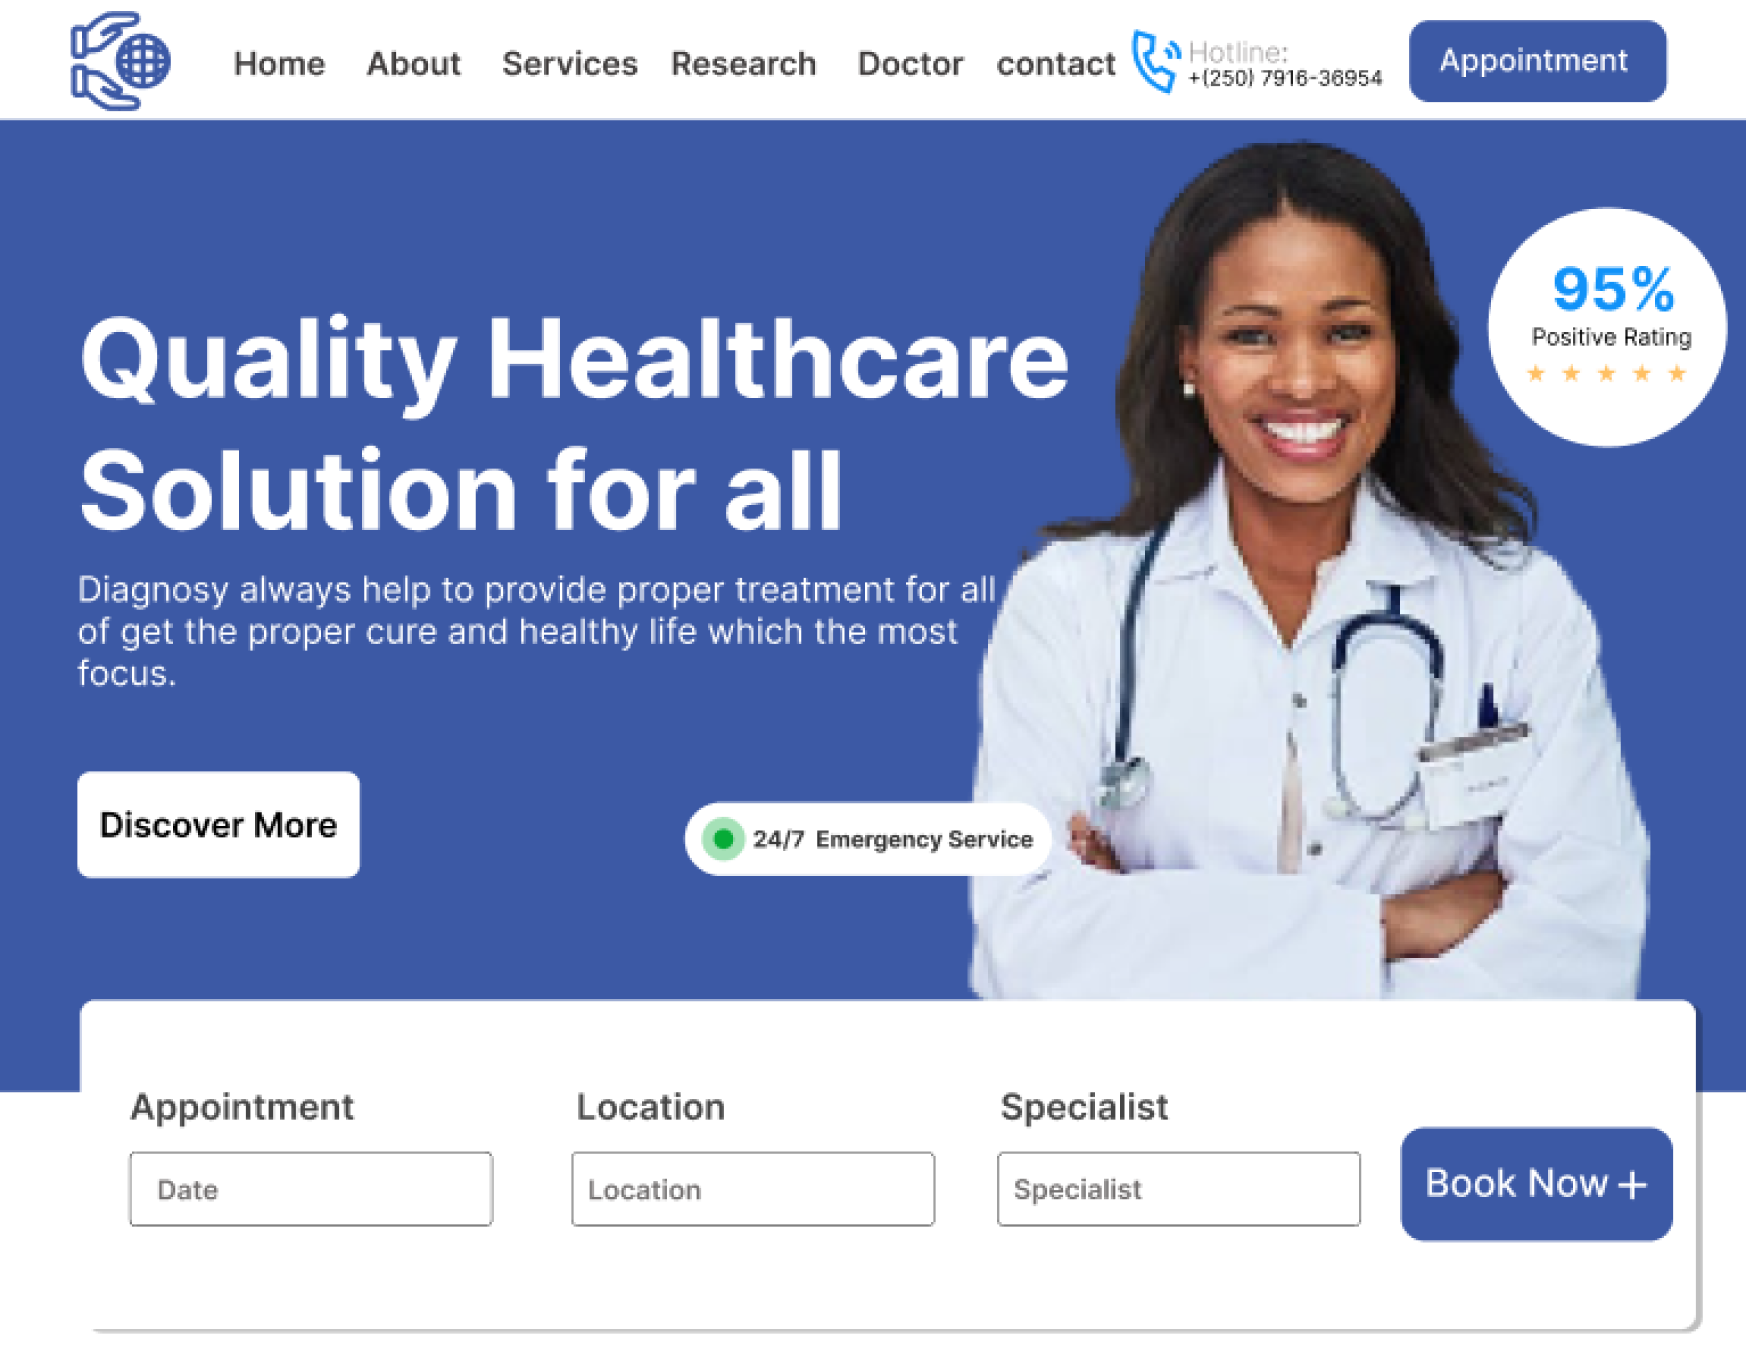 Home About Services Research Doctor contact
Hotline:
+(250) 7916-36954
Appointment
95%
Positive Rating
Quality Healthcare
Solution for all
Diagnosy always help to provide proper treatment for all
of get the proper cure and healthy life which the most
focus.
Discover More
24/7 Emergency Service
Appointment
Location
Specialist
Date
Location
Specialist
Book Now +